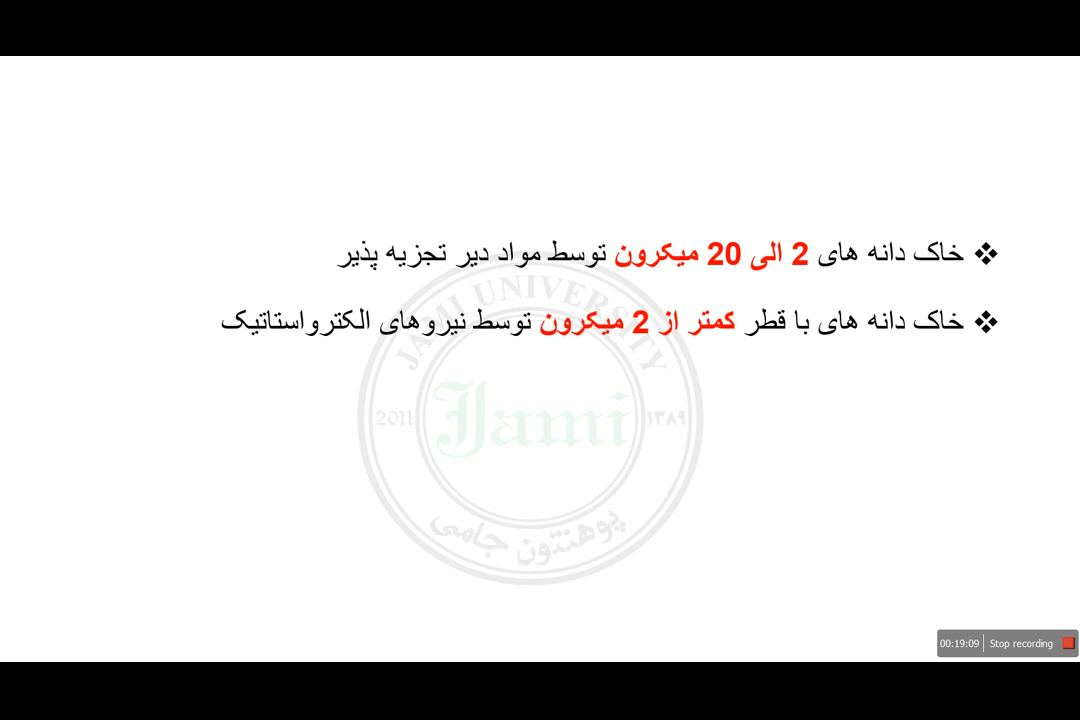 ❖ خاک دانه های 2 الی 20 میکرون توسط مواد دیر تجزیه پذیر
❖ خاک دانه های با قطر کمتر از 2 میکرون توسط نیروهای الکترواستاتیک
JAMI UNIVERSITY
2011 Jami ۱۳۸۹
پوهنتون جامی
00:19:09 Stop recording